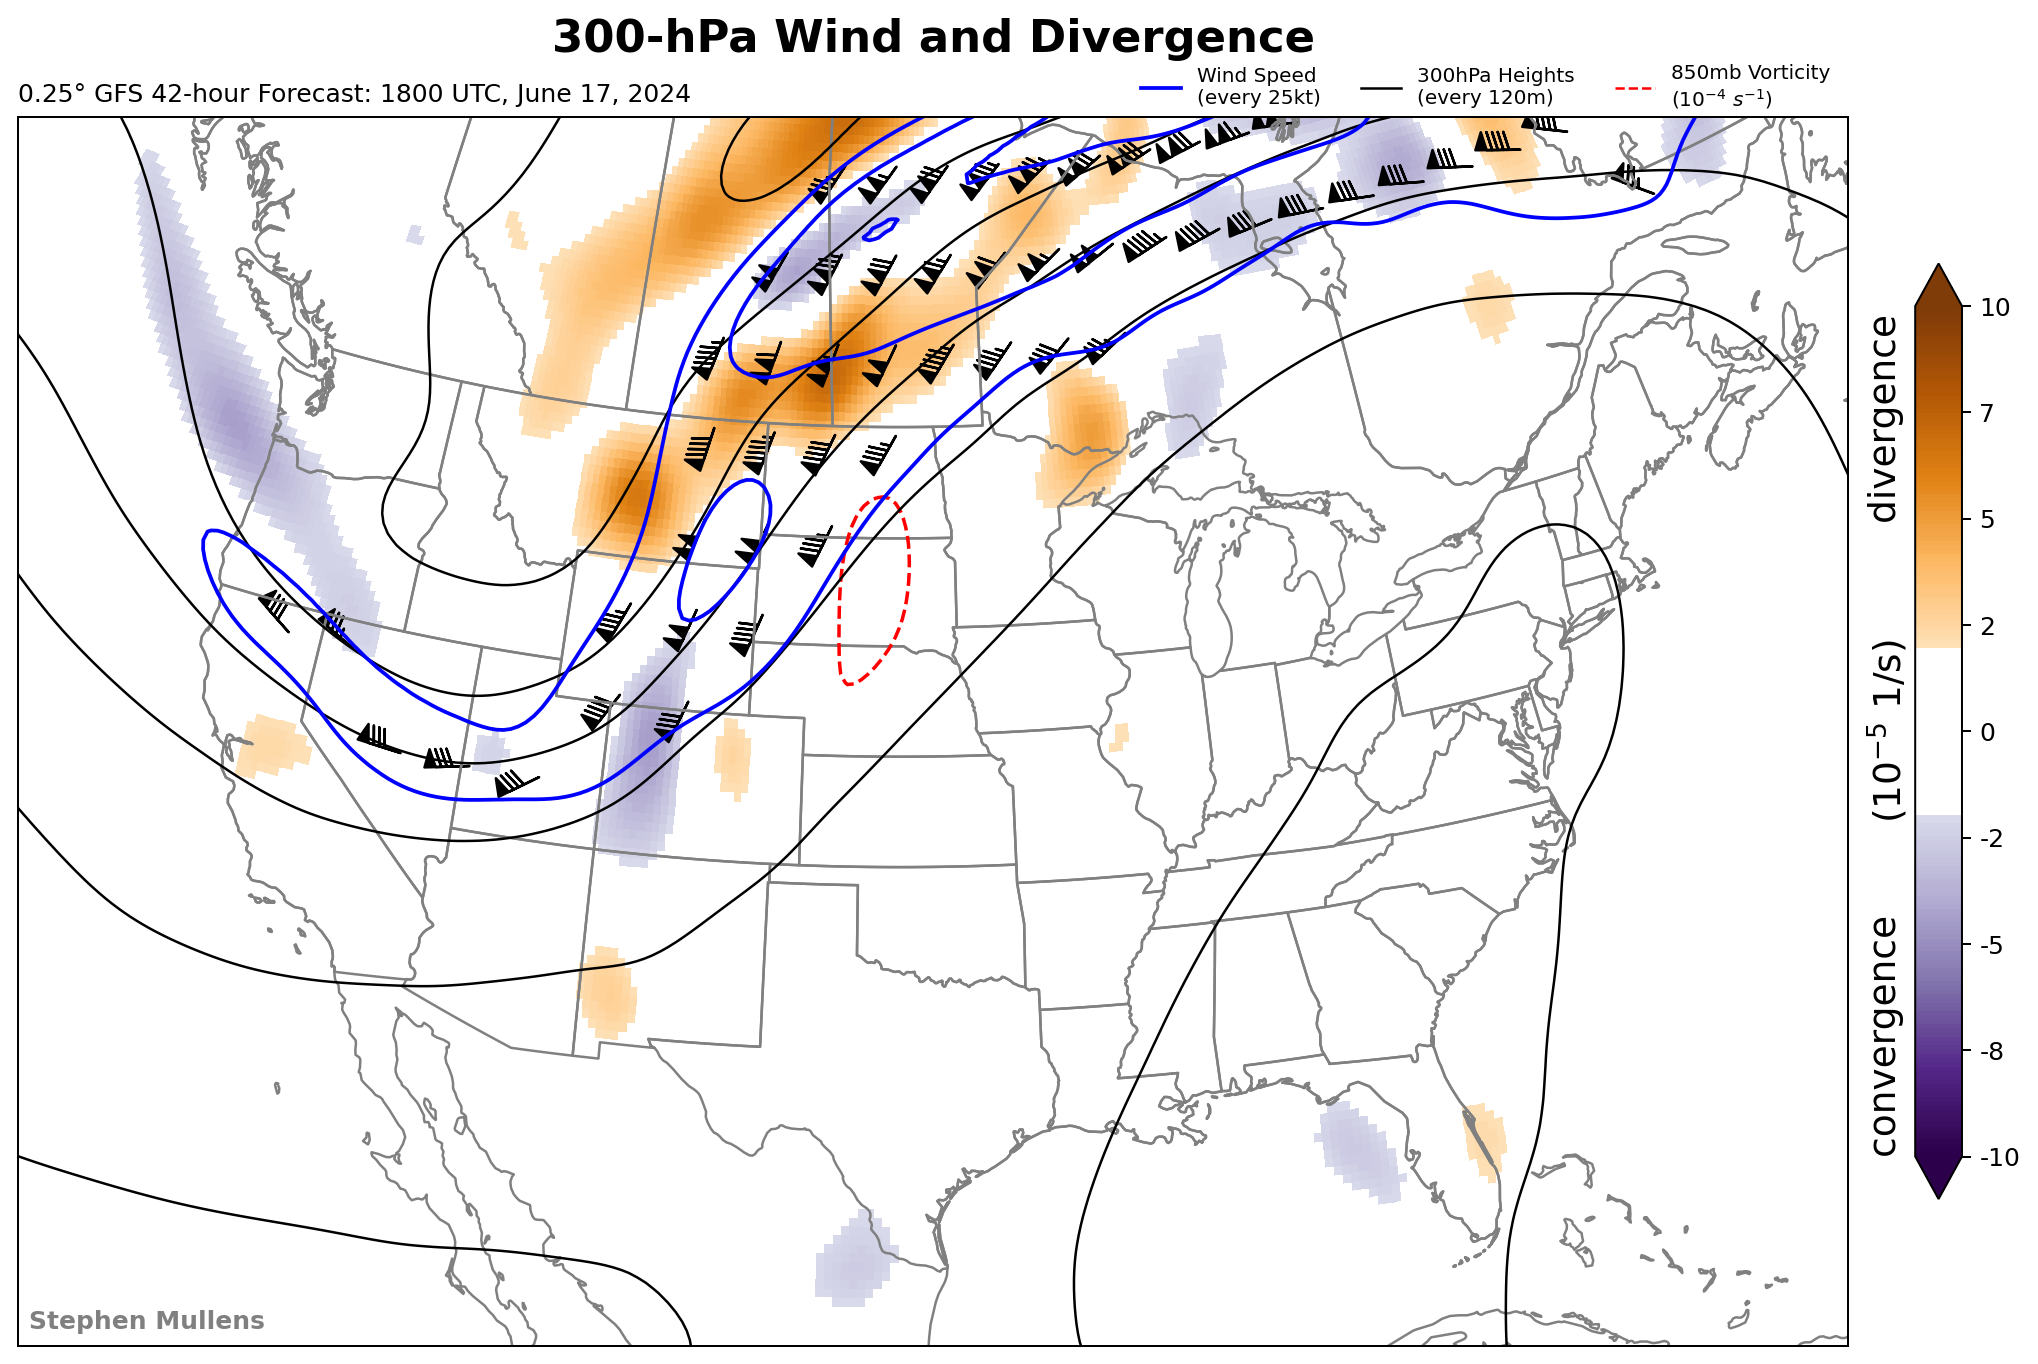 300-hPa Wind and Divergence
0.25° GFS 42-hour Forecast: 1800 UTC, June 17, 2024
Wind Speed
(every 25kt)
300hPa Heights
(every 120m)
850mb Vorticity
(10⁻⁴ s⁻¹)
10
7
5
2
0
-2
-5
-8
-10
divergence
(10⁻⁵ 1/s)
convergence
Stephen Mullens